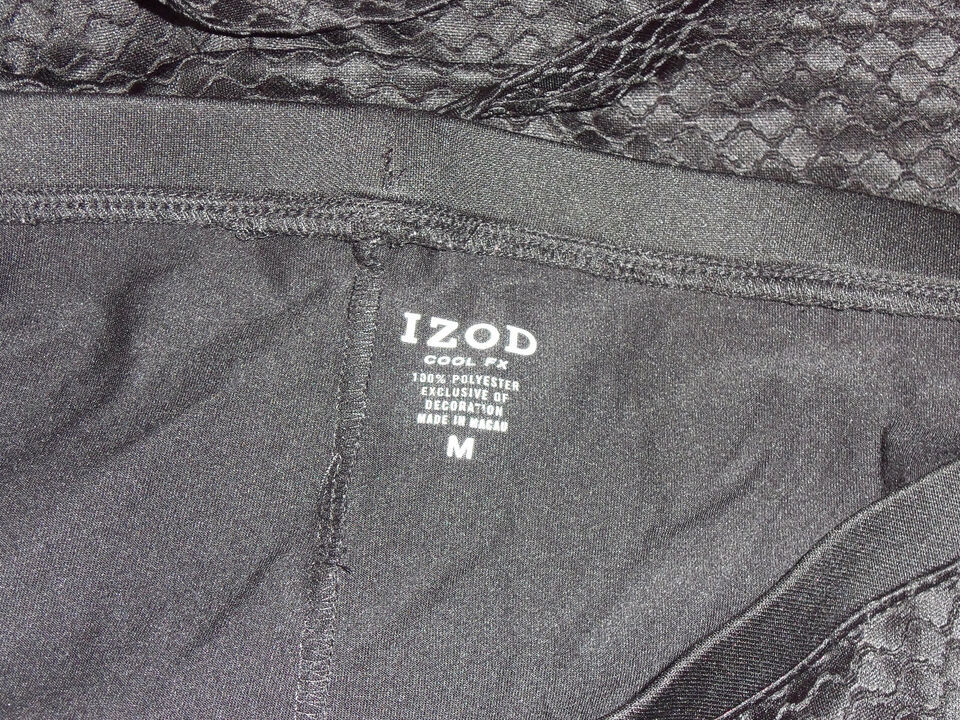 IZOD
COOL FX
100% POLYESTER
EXCLUSIVE OF
DECORATION
MADE IN MACAU
M